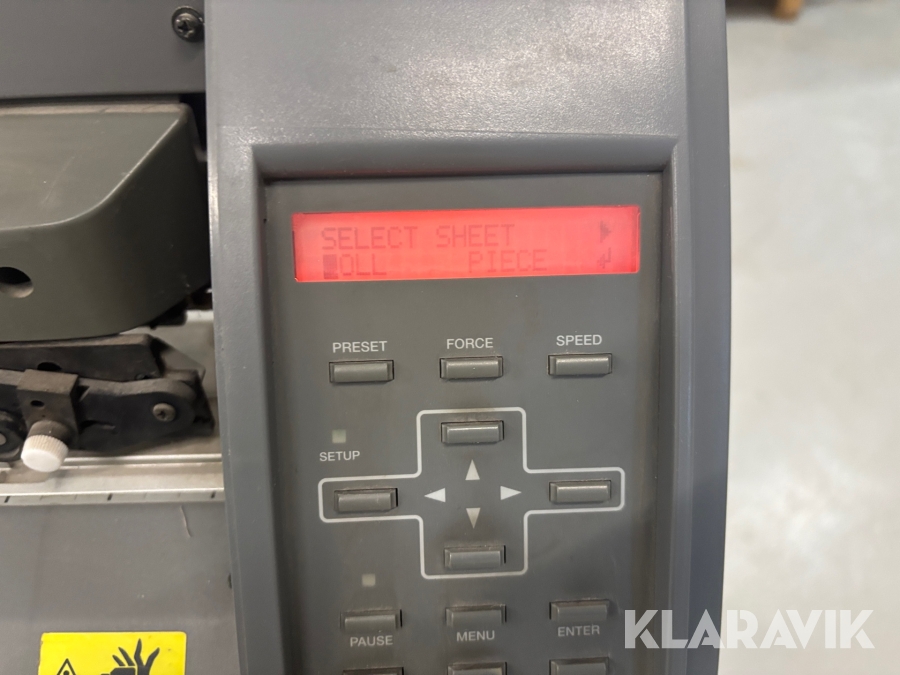 SELECT SHEET ►
ROLL PIECE ↵
PRESET FORCE SPEED
SETUP
PAUSE MENU ENTER
KLARAVIK